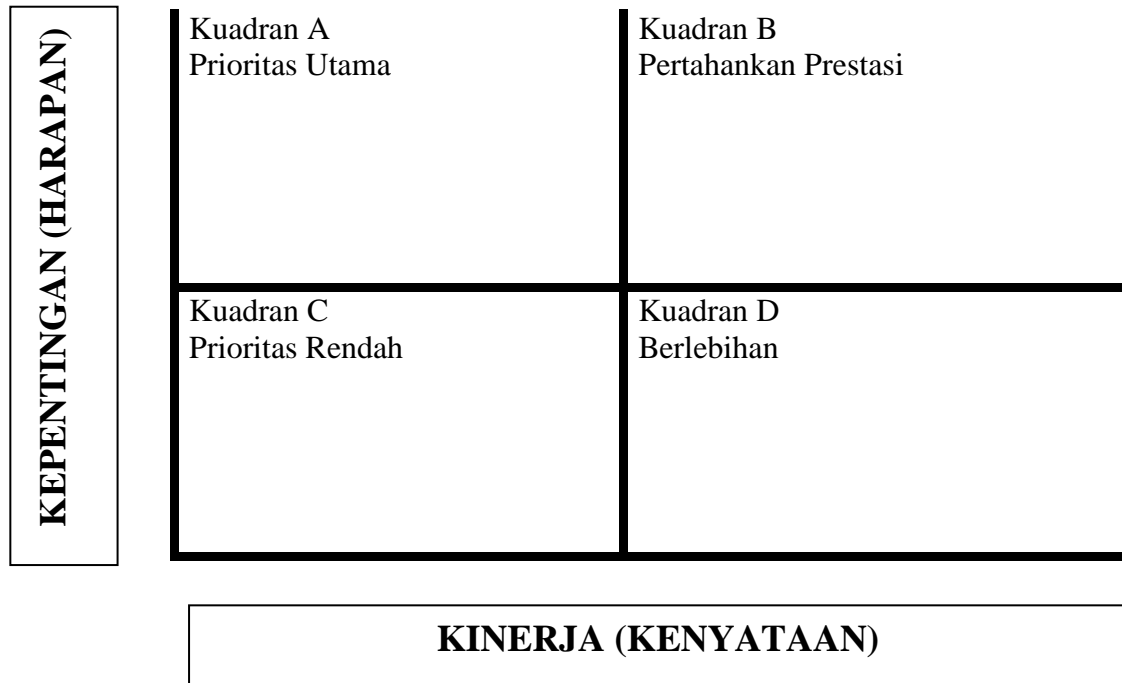 KEPENTINGAN (HARAPAN)
Kuadran A
Prioritas Utama
Kuadran B
Pertahankan Prestasi
Kuadran C
Prioritas Rendah
Kuadran D
Berlebihan
KINERJA (KENYATAAN)